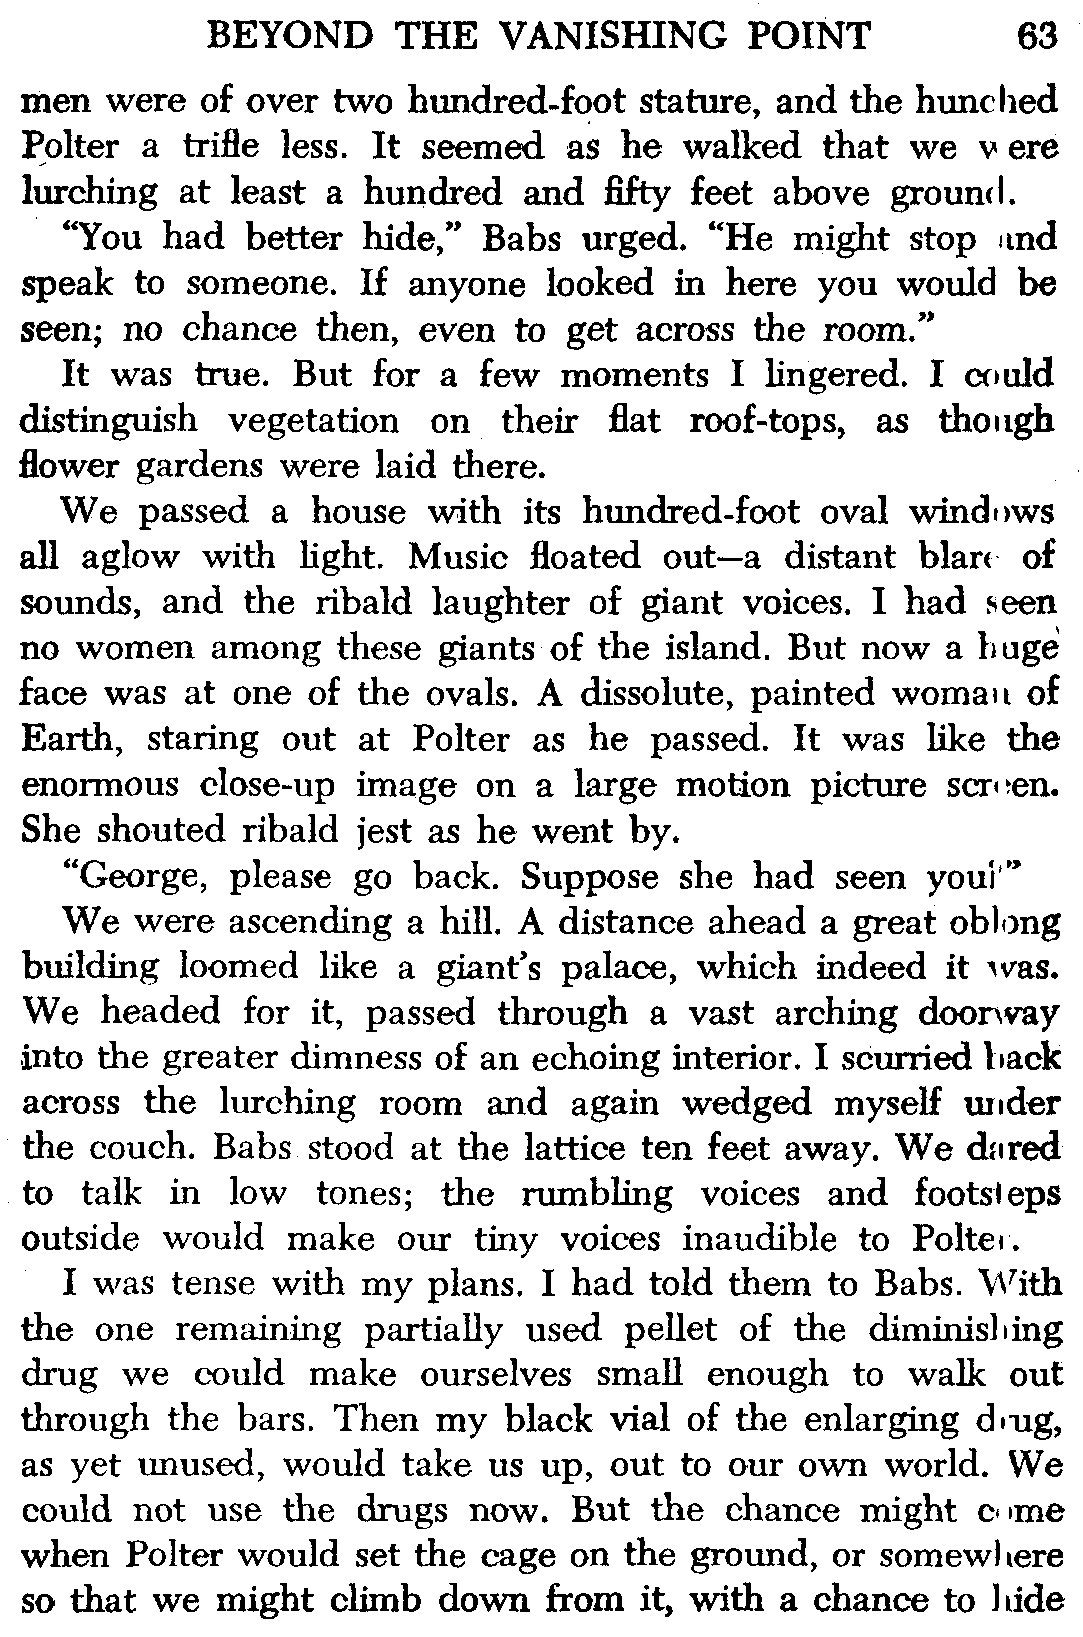 BEYOND THE VANISHING POINT 63
men were of over two hundred-foot stature, and the hunched
Polter a trifle less. It seemed as he walked that we were
lurching at least a hundred and fifty feet above ground.
“You had better hide,” Babs urged. “He might stop and
speak to someone. If anyone looked in here you would be
seen; no chance then, even to get across the room.”
It was true. But for a few moments I lingered. I could
distinguish vegetation on their flat roof-tops, as though
flower gardens were laid there.
We passed a house with its hundred-foot oval windows
all aglow with light. Music floated out—a distant blare of
sounds, and the ribald laughter of giant voices. I had seen
no women among these giants of the island. But now a huge
face was at one of the ovals. A dissolute, painted woman of
Earth, staring out at Polter as he passed. It was like the
enormous close-up image on a large motion picture screen.
She shouted ribald jest as he went by.
“George, please go back. Suppose she had seen you!”
We were ascending a hill. A distance ahead a great oblong
building loomed like a giant’s palace, which indeed it was.
We headed for it, passed through a vast arching doorway
into the greater dimness of an echoing interior. I scurried back
across the lurching room and again wedged myself under
the couch. Babs stood at the lattice ten feet away. We dared
to talk in low tones; the rumbling voices and footsteps
outside would make our tiny voices inaudible to Polter.
I was tense with my plans. I had told them to Babs. With
the one remaining partially used pellet of the diminishing
drug we could make ourselves small enough to walk out
through the bars. Then my black vial of the enlarging drug,
as yet unused, would take us up, out to our own world. We
could not use the drugs now. But the chance might come
when Polter would set the cage on the ground, or somewhere
so that we might climb down from it, with a chance to hide